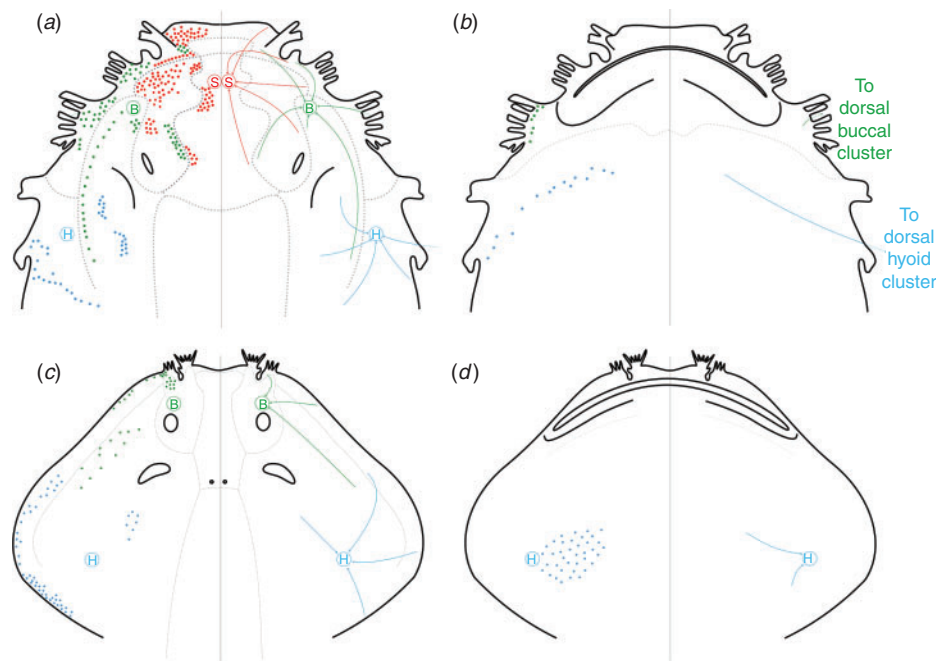 (a)
(b)
S S
B
B
To
dorsal
buccal
cluster
H
H
To
dorsal
hyoid
cluster
(c)
(d)
B
B
H
H
H
H